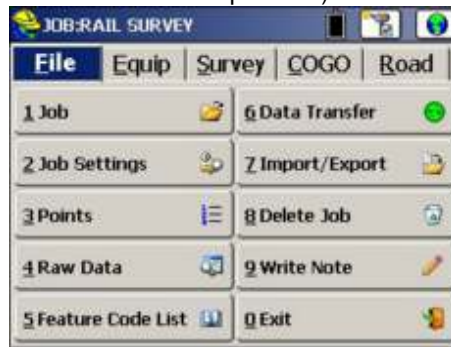 JOB:RAIL SURVEY
File Equip Survey COGO Road
1 Job
2 Job Settings
3 Points
4 Raw Data
5 Feature Code List
6 Data Transfer
7 Import/Export
8 Delete Job
9 Write Note
0 Exit